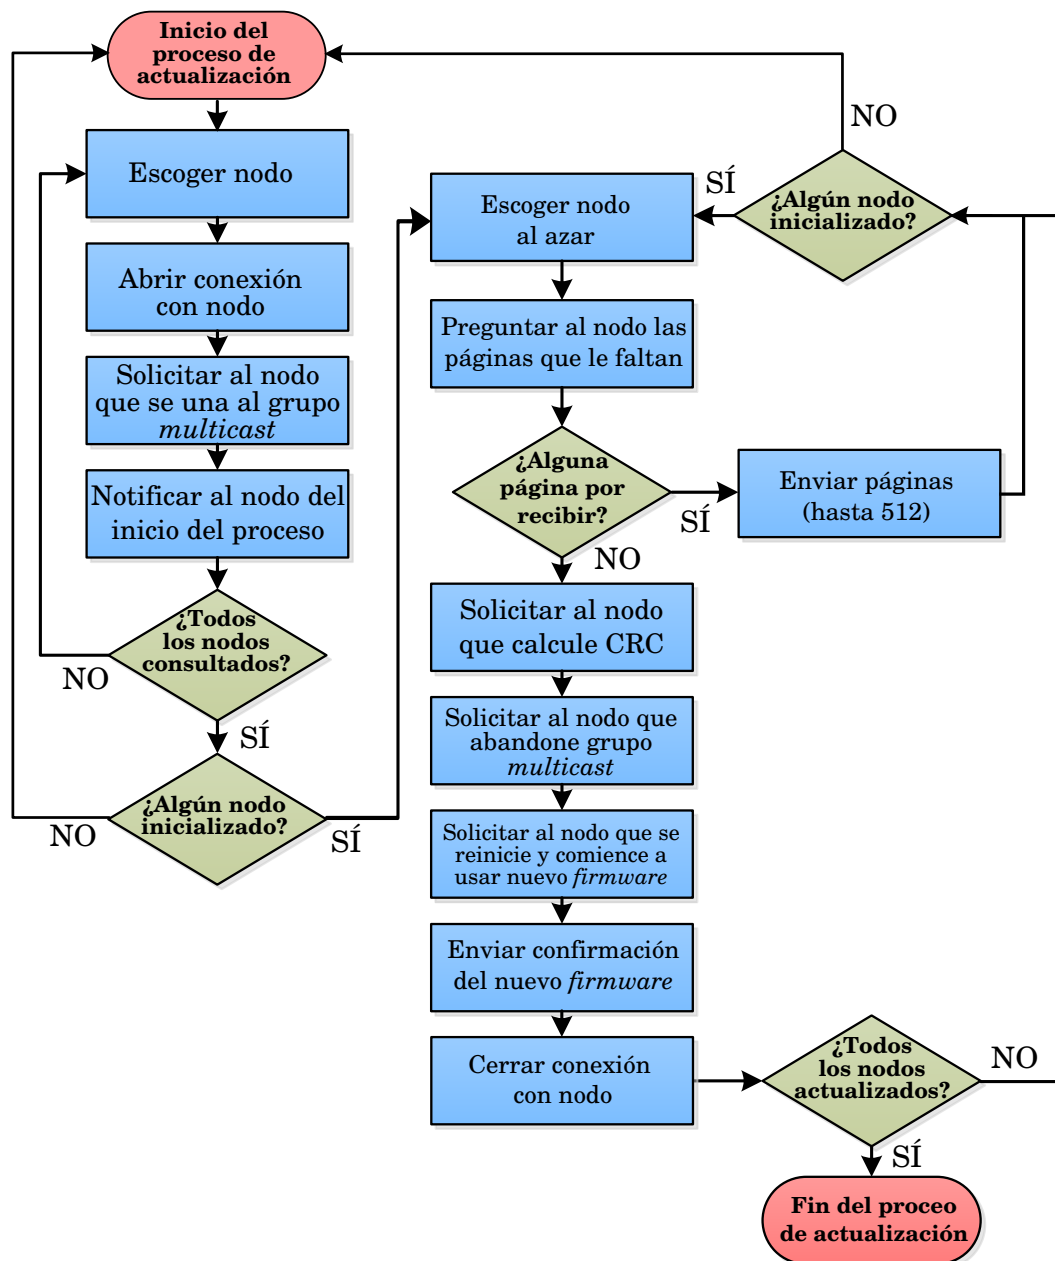 Inicio del
proceso de
actualización
Escoger nodo
Abrir conexión
con nodo
Solicitar al nodo
que se una al grupo
multicast
Notificar al nodo del
inicio del proceso
¿Todos
los nodos
consultados?
NO
SÍ
¿Algún nodo
inicializado?
NO
SÍ
NO
¿Algún nodo
inicializado?
SÍ
Escoger nodo
al azar
Preguntar al nodo las
páginas que le faltan
¿Alguna
página por
recibir?
SÍ
Enviar páginas
(hasta 512)
NO
Solicitar al nodo
que calcule CRC
Solicitar al nodo que
abandone grupo
multicast
Solicitar al nodo que se
reinicie y comience a
usar nuevo firmware
Enviar confirmación
del nuevo firmware
Cerrar conexión
con nodo
¿Todos
los nodos
actualizados?
NO
SÍ
Fin del proceo
de actualización